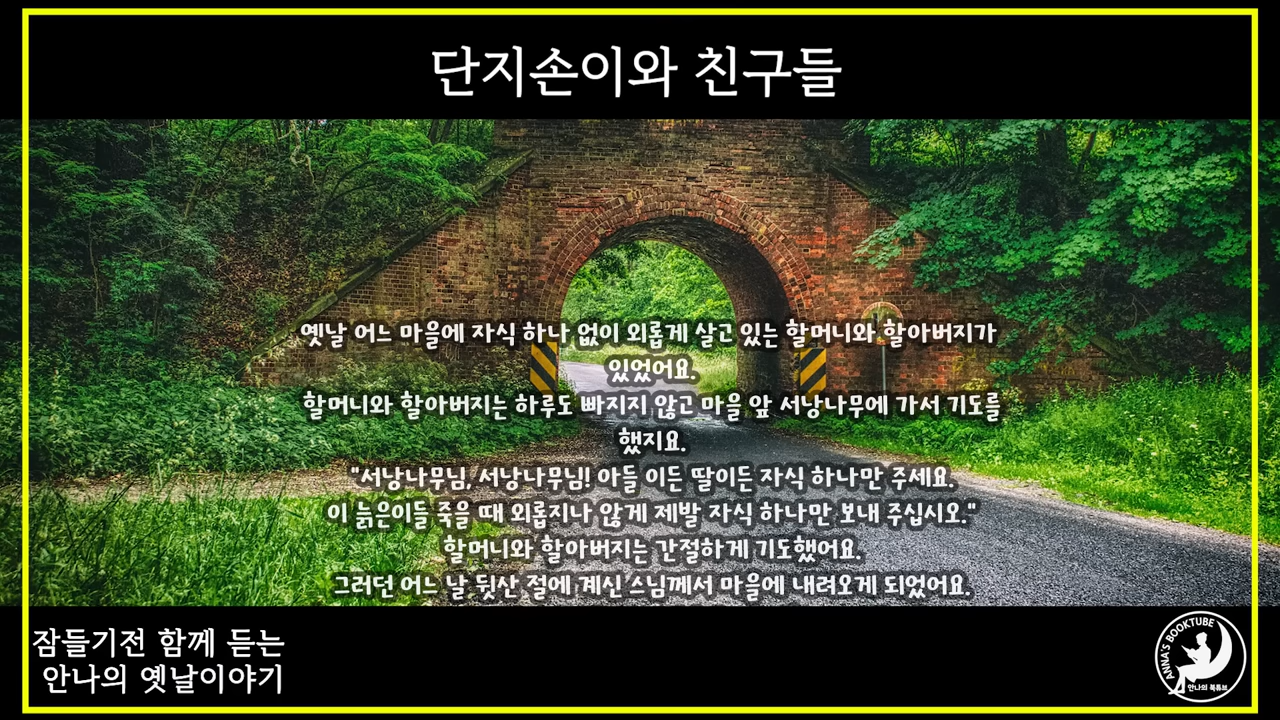 단지손이와 친구들
옛날 어느 마을에 자식 하나 없이 외롭게 살고 있는 할머니와 할아버지가
있었어요.
할머니와 할아버지는 하루도 빠지지 않고 마을 앞 서낭나무에 가서 기도를
했지요.
"서낭나무님, 서낭나무님! 아들 이든 딸이든 자식 하나만 주세요.
이 늙은이들 죽을 때 외롭지나 않게 제발 자식 하나만 보내 주십시오."
할머니와 할아버지는 간절하게 기도했어요.
그러던 어느 날 뒷산 절에 계신 스님께서 마을에 내려오게 되었어요.
잠들기전 함께 듣는
안나의 옛날이야기
ANNA'S BOOKTUBE
안나의 북튜브